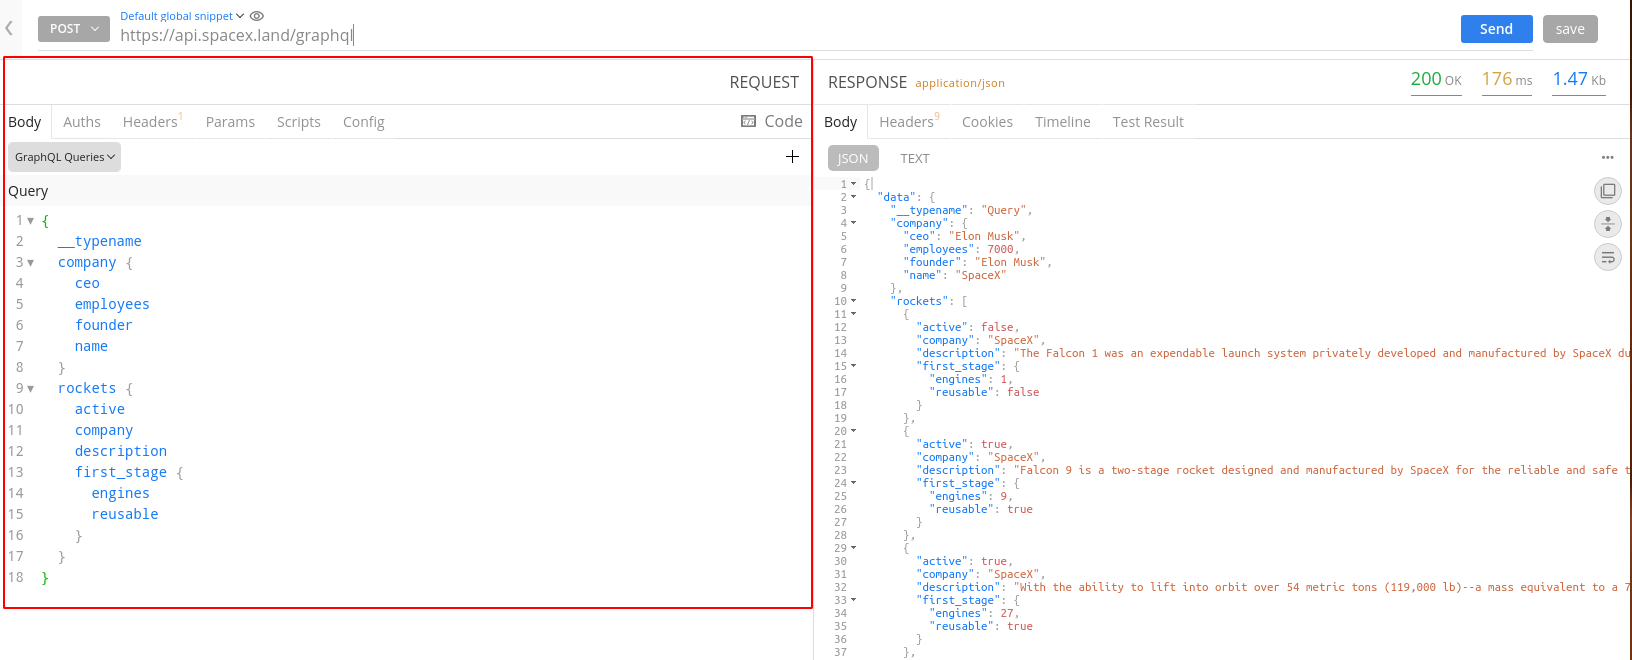 Default global snippet
POST
https://api.spacex.land/graphql
Send
save
REQUEST
Body Auths Headers 1 Params Scripts Config Code
GraphQL Queries
Query
1 {
2 __typename
3 company {
4 ceo
5 employees
6 founder
7 name
8 }
9 rockets {
10 active
11 company
12 description
13 first_stage {
14 engines
15 reusable
16 }
17 }
18 }
RESPONSE application/json 200 OK 176 ms 1.47 Kb
Body Headers 9 Cookies Timeline Test Result
JSON TEXT
1 {
2 "data": {
3 "__typename": "Query",
4 "company": {
5 "ceo": "Elon Musk",
6 "employees": 7000,
7 "founder": "Elon Musk",
8 "name": "SpaceX"
9 },
10 "rockets": [
11 {
12 "active": false,
13 "company": "SpaceX",
14 "description": "The Falcon 1 was an expendable launch system privately developed and manufactured by SpaceX du
15 "first_stage": {
16 "engines": 1,
17 "reusable": false
18 }
19 },
20 {
21 "active": true,
22 "company": "SpaceX",
23 "description": "Falcon 9 is a two-stage rocket designed and manufactured by SpaceX for the reliable and safe t
24 "first_stage": {
25 "engines": 9,
26 "reusable": true
27 }
28 },
29 {
30 "active": true,
31 "company": "SpaceX",
32 "description": "With the ability to lift into orbit over 54 metric tons (119,000 lb)--a mass equivalent to a 7
33 "first_stage": {
34 "engines": 27,
35 "reusable": true
36 }
37 },